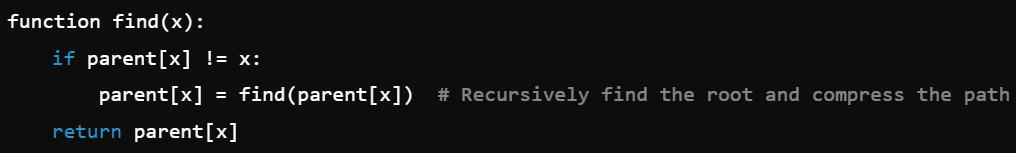 function find(x):
    if parent[x] != x:
        parent[x] = find(parent[x])  # Recursively find the root and compress the path
    return parent[x]